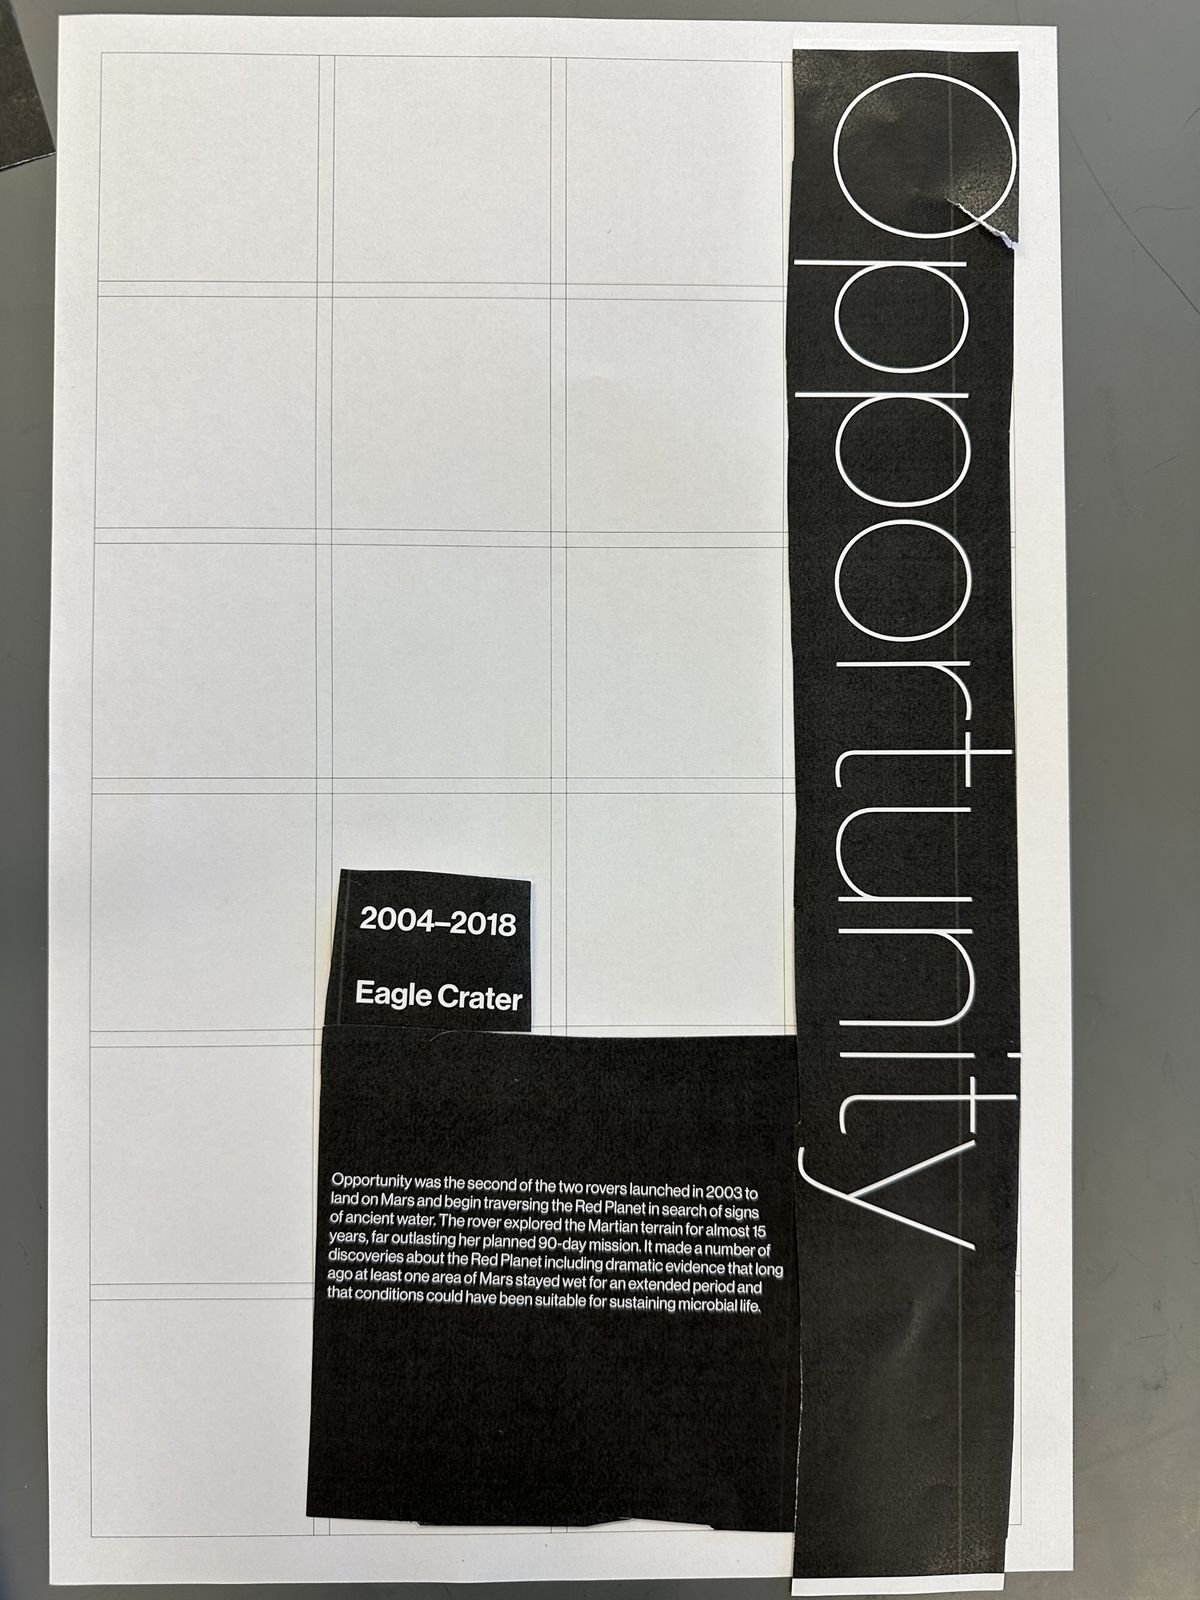 Opportunity
2004–2018
Eagle Crater
Opportunity was the second of the two rovers launched in 2003 to
land on Mars and begin traversing the Red Planet in search of signs
of ancient water. The rover explored the Martian terrain for almost 15
years, far outlasting her planned 90-day mission. It made a number of
discoveries about the Red Planet including dramatic evidence that long
ago at least one area of Mars stayed wet for an extended period and
that conditions could have been suitable for sustaining microbial life.